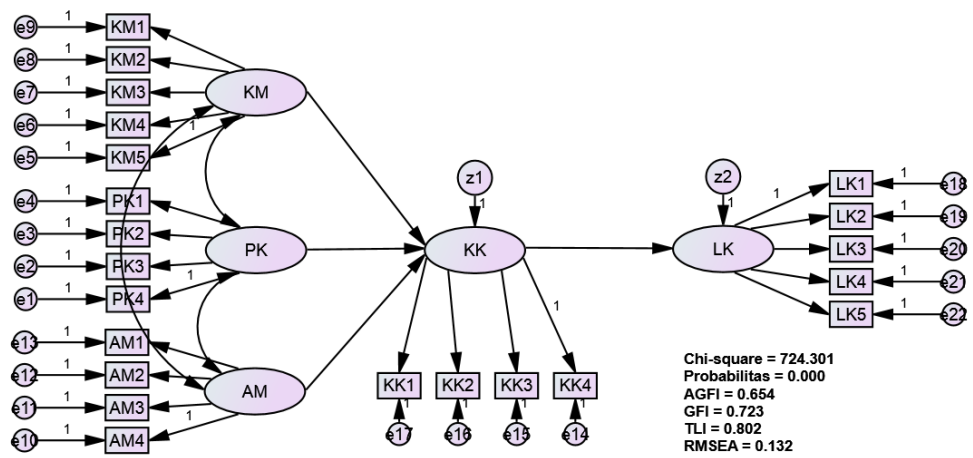 e9 1 KM1
e8 1 KM2
e7 1 KM3
e6 1 KM4
e5 1 KM5
1
KM
e4 1 PK1
e3 1 PK2
e2 1 PK3
e1 1 PK4
1
PK
e13 1 AM1
e12 1 AM2
e11 1 AM3
e10 1 AM4
1
AM
z1
1
KK
z2
1
LK
1
LK1 1 e18
LK2 1 e19
LK3 1 e20
LK4 1 e21
LK5 1 e22
1
KK1 KK2 KK3 KK4
1 1 1 1
e17 e16 e15 e14
Chi-square = 724.301
Probabilitas = 0.000
AGFI = 0.654
GFI = 0.723
TLI = 0.802
RMSEA = 0.132